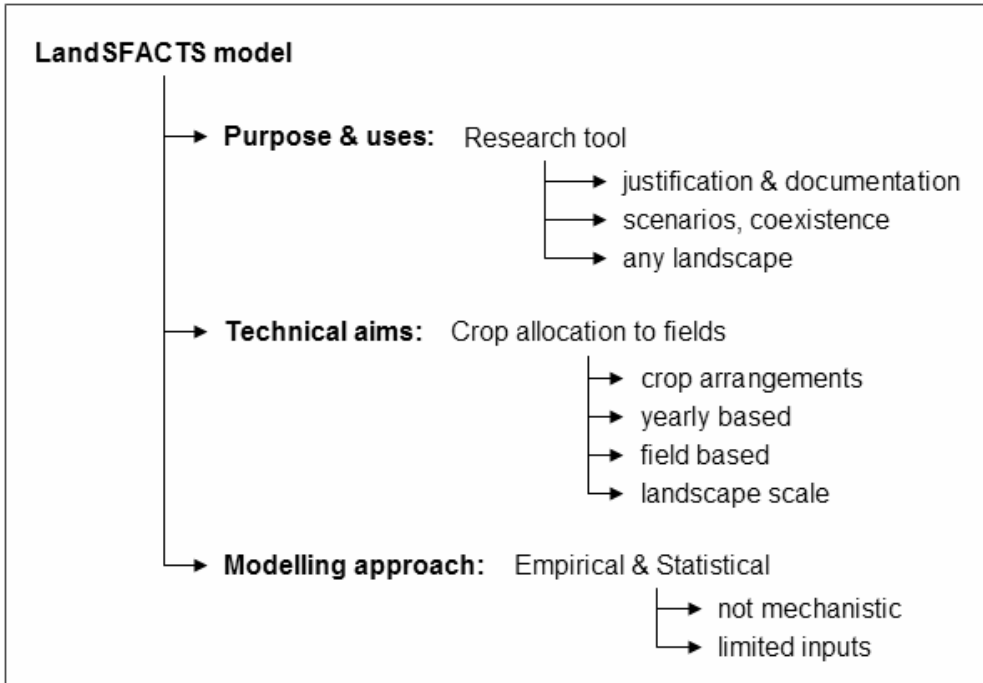 LandSFACTS model
Purpose & uses: Research tool
justification & documentation
scenarios, coexistence
any landscape
Technical aims: Crop allocation to fields
crop arrangements
yearly based
field based
landscape scale
Modelling approach: Empirical & Statistical
not mechanistic
limited inputs